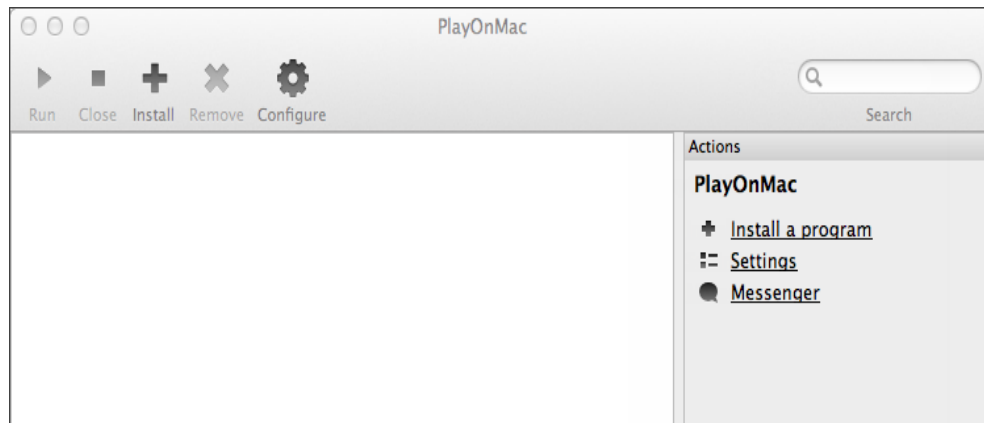 PlayOnMac
Run Close Install Remove Configure
Search
Actions
PlayOnMac
Install a program
Settings
Messenger